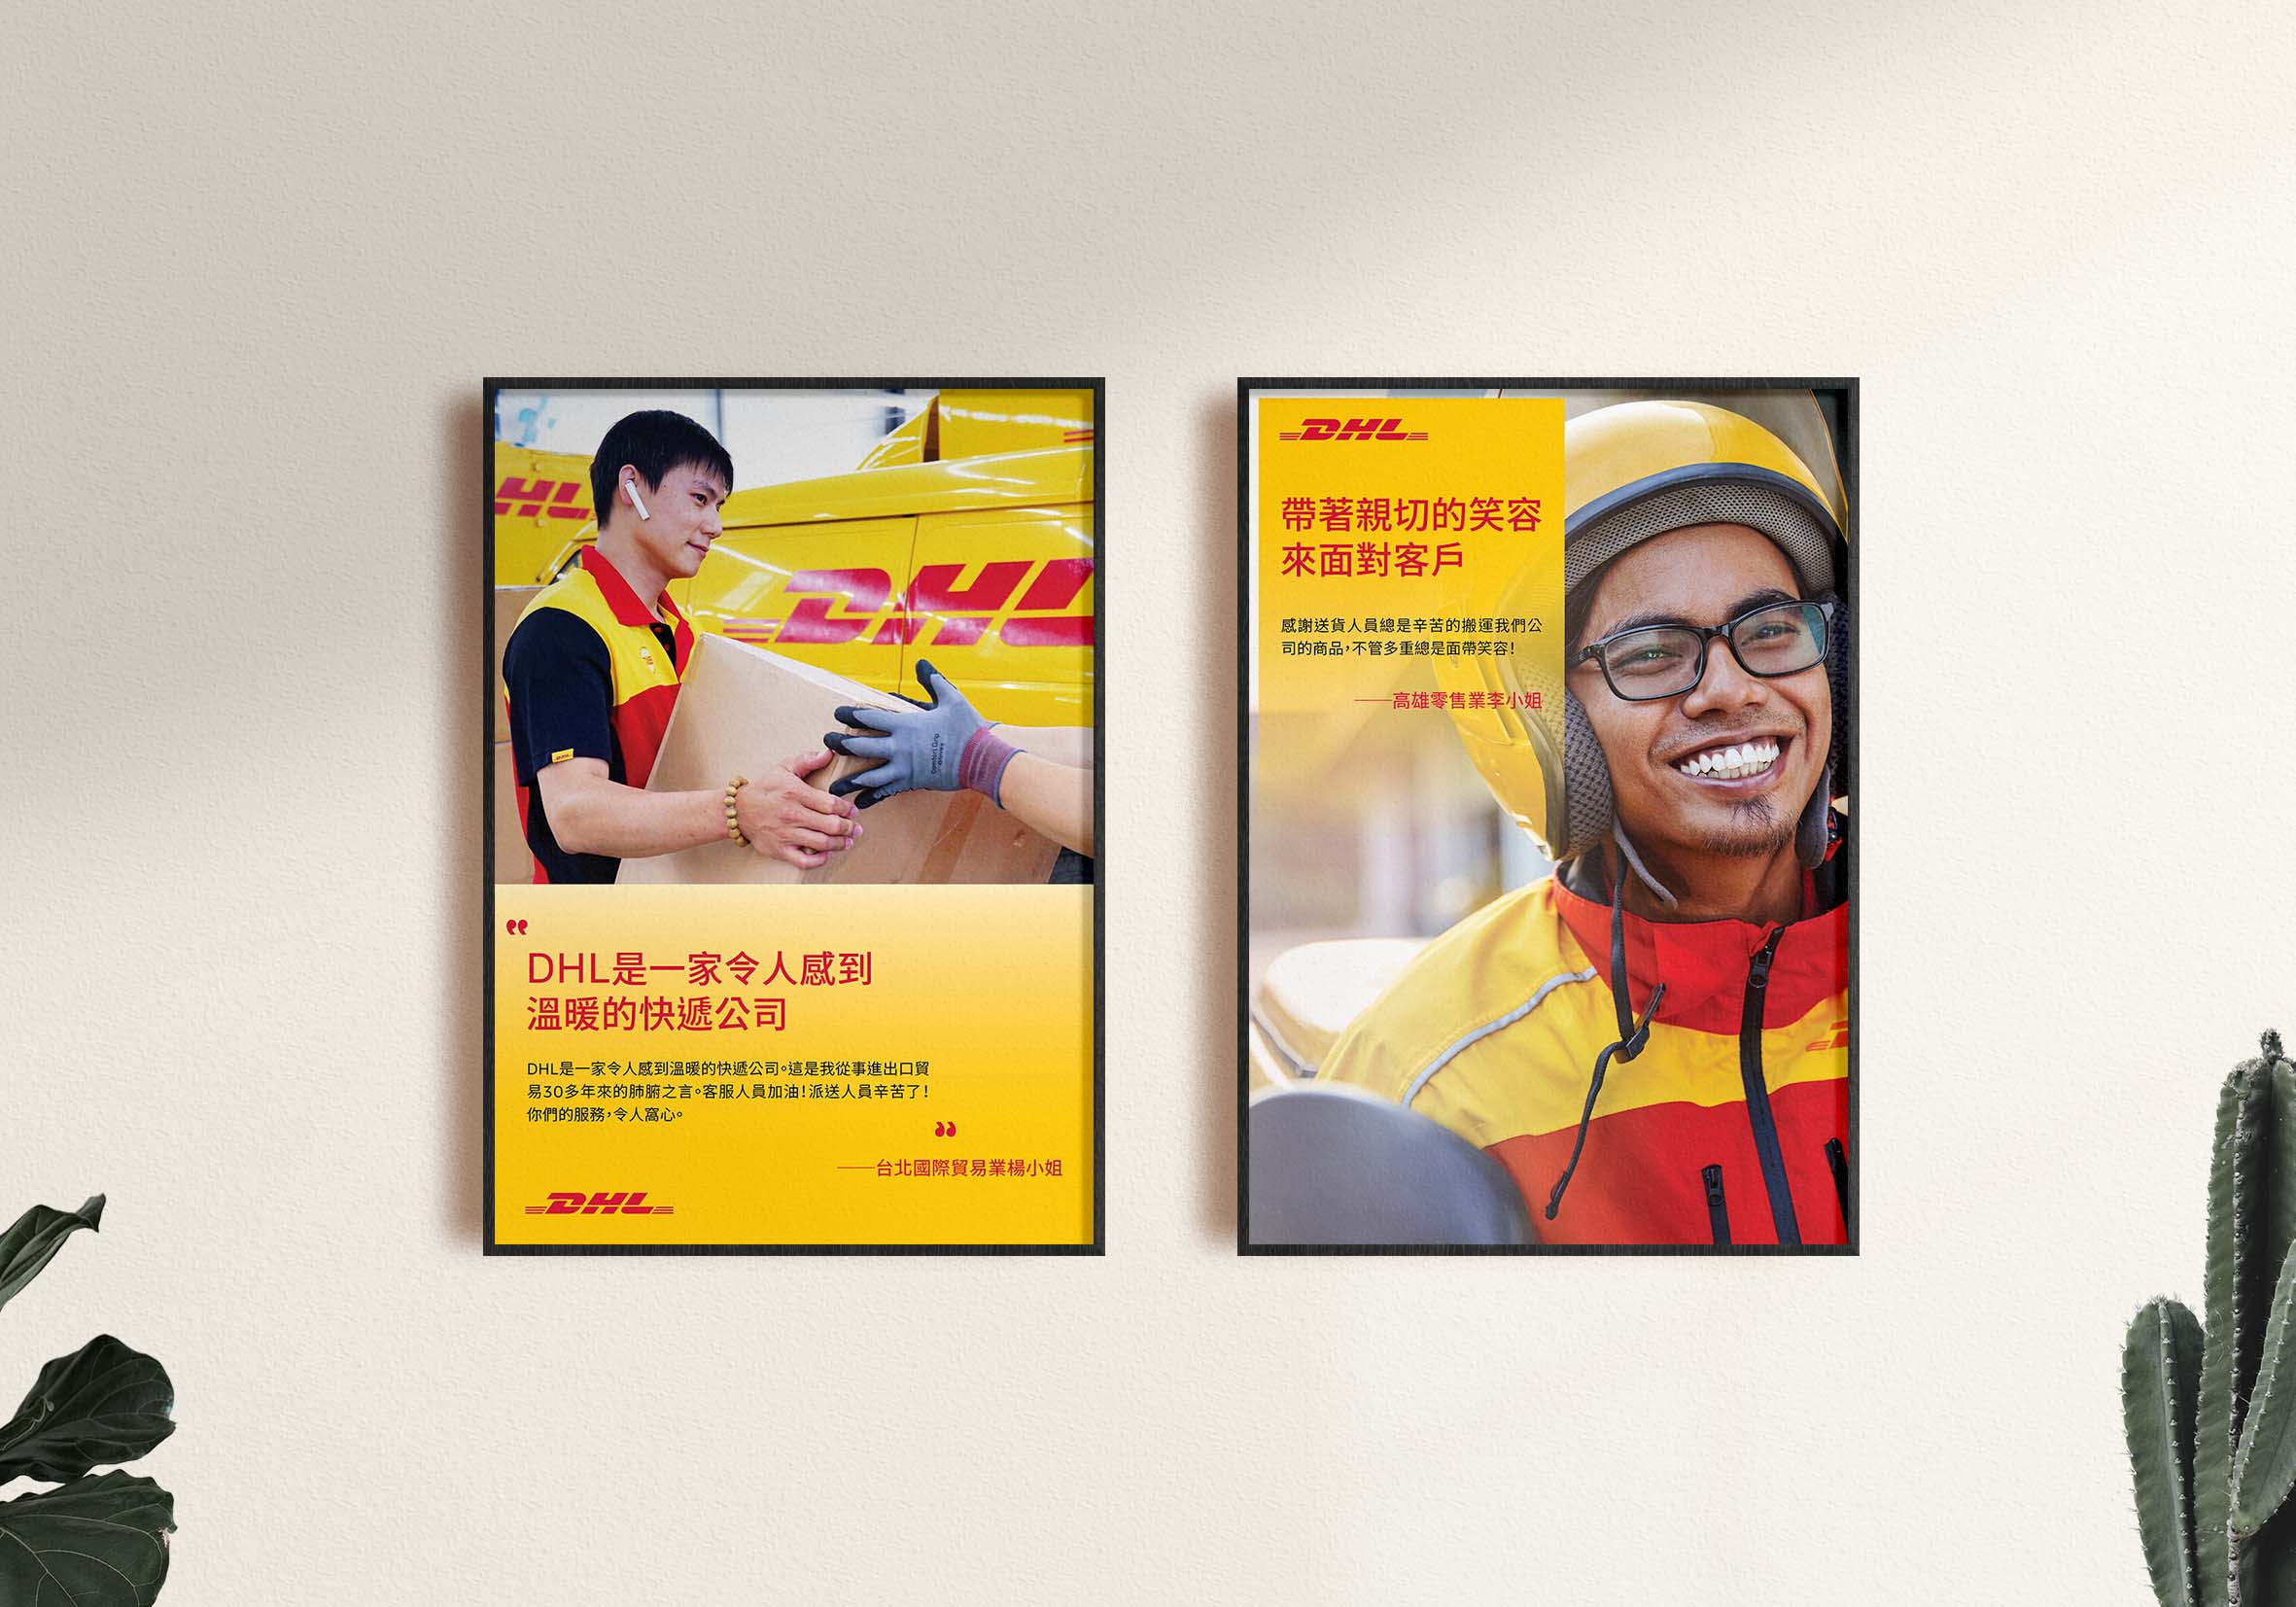 HL
DHL
DHL是一家令人感到
溫暖的快遞公司
DHL是一家令人感到溫暖的快遞公司。這是我從事進出口貿
易30多年來的肺腑之言。客服人員加油！派送人員辛苦了！
你們的服務，令人窩心。
——台北國際貿易業楊小姐
DHL
DHL
帶著親切的笑容
來面對客戶
感謝送貨人員總是辛苦的搬運我們公
司的商品，不管多重總是面帶笑容！
——高雄零售業李小姐